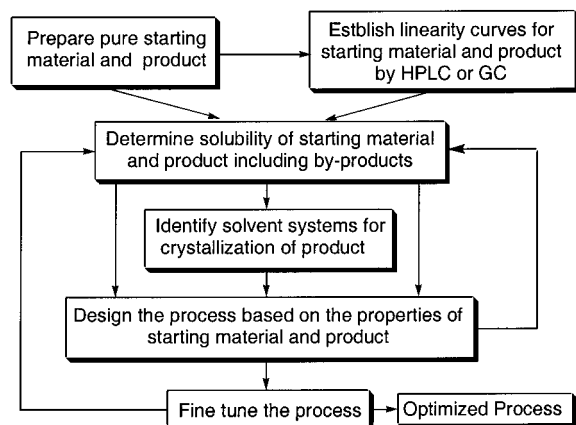 Prepare pure starting
material and product
Estblish linearity curves for
starting material and product
by HPLC or GC
Determine solubility of starting material
and product including by-products
Identify solvent systems for
crystallization of product
Design the process based on the properties of
starting material and product
Fine tune the process
Optimized Process